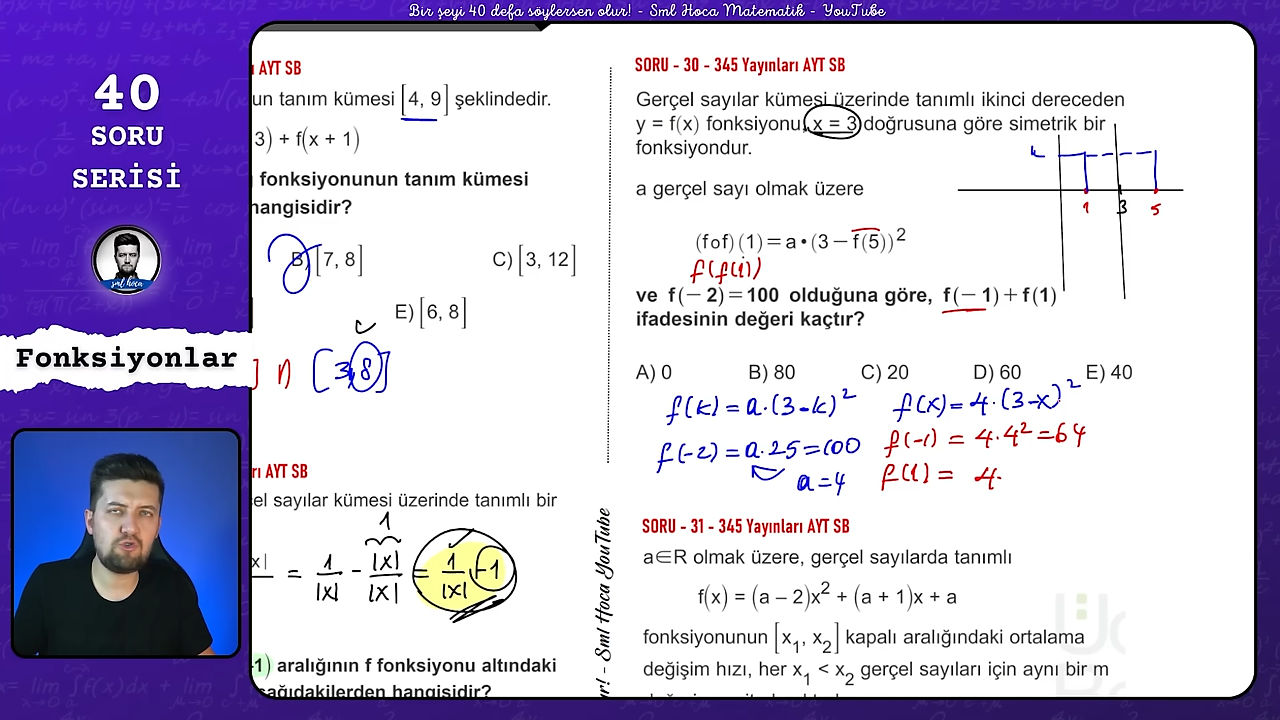 Bir şeyi 40 defa söylersen olur! - Sml Hoca Matematik - YouTube
40
SORU
SERİSİ
sml hoca
Fonksiyonlar
AYT SB
un tanım kümesi [4, 9] şeklindedir.
3) + f(x + 1)
fonksiyonunun tanım kümesi
hangisidir?
B) [7, 8]
C) [3, 12]
E) [6, 8]
] ∩ [3,8]
AYT SB
el sayılar kümesi üzerinde tanımlı bir
1
x| = 1/|x| - |x|/|x| = 1/|x| - 1
-1) aralığının f fonksiyonu altındaki
aşağıdakilerden hangisidir?
ur! - Sml Hoca YouTube
SORU - 30 - 345 Yayınları AYT SB
Gerçel sayılar kümesi üzerinde tanımlı ikinci dereceden
y = f(x) fonksiyonu, x = 3 doğrusuna göre simetrik bir
fonksiyondur.
k
1 3 5
a gerçel sayı olmak üzere
(fof)(1) = a•(3 − f(5))²
f(f(1))
ve f(− 2) = 100 olduğuna göre, f(− 1) + f(1)
ifadesinin değeri kaçtır?
A) 0 B) 80 C) 20 D) 60 E) 40
f(k) = a.(3-k)²
f(x) = 4.(3-x)²
f(-2) = a.25 = 100
f(-1) = 4.4² = 64
a = 4
f(1) = 4.
SORU - 31 - 345 Yayınları AYT SB
a∈R olmak üzere, gerçel sayılarda tanımlı
f(x) = (a − 2)x² + (a + 1)x + a
fonksiyonunun [x₁, x₂] kapalı aralığındaki ortalama
değişim hızı, her x₁ < x₂ gerçel sayıları için aynı bir m